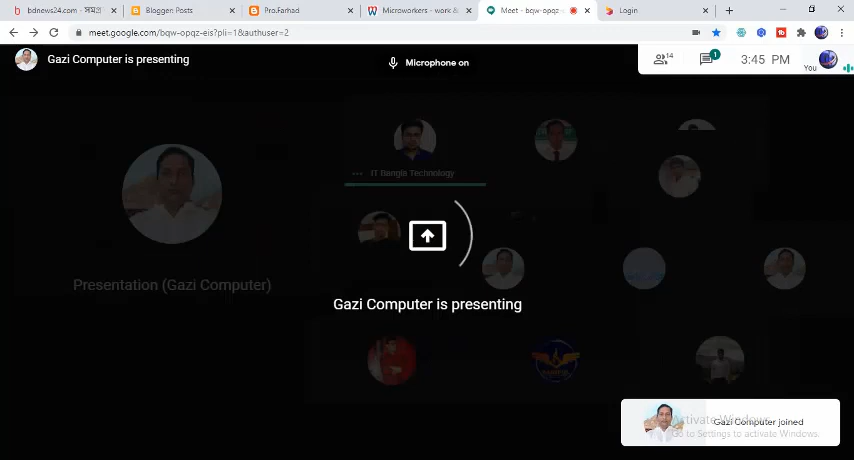 bdnews24.com - সমগ্র
Bloggen Posts
Pro.Farhad
Microworkers - work &
Meet - bqw-opqz
Login
meet.google.com/bqw-opqz-eis?pli=1&authuser=2
Gazi Computer is presenting
Microphone on
14
1
3:45 PM
You
IT Bangla Technology
Presentation (Gazi Computer)
Gazi Computer is presenting
Gazi Computer joined
Activate Windows
Go to Settings to activate Windows.